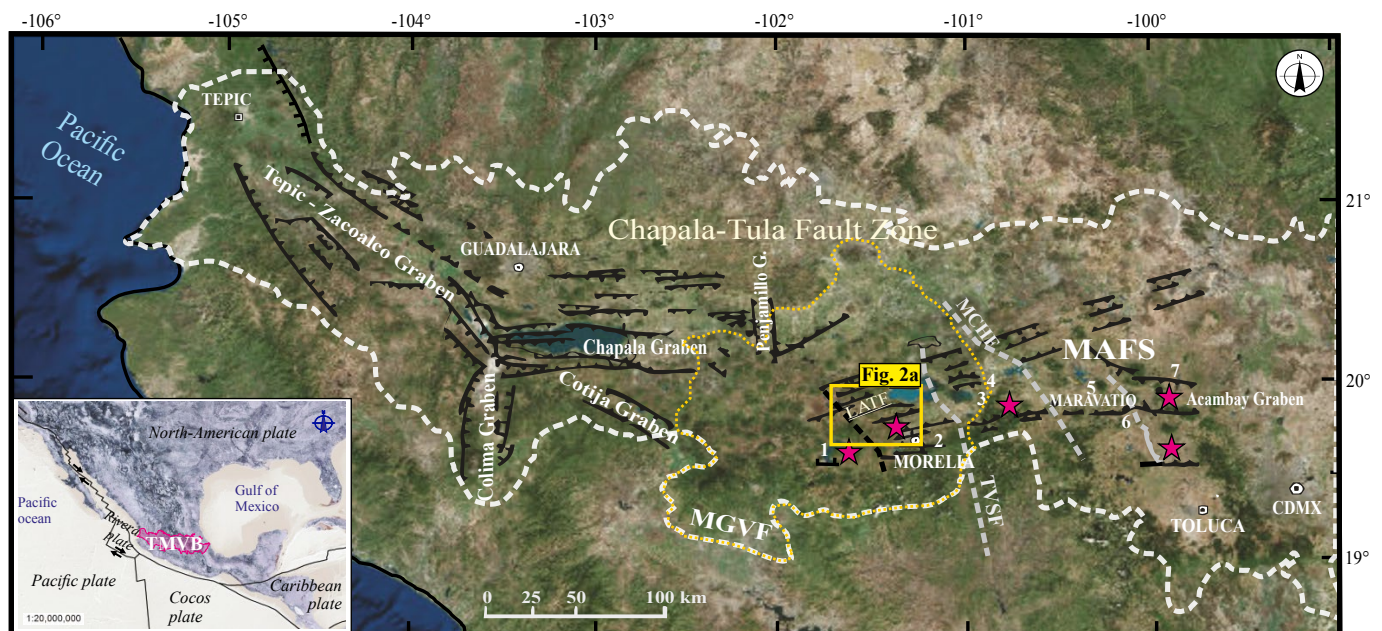 -106°
-105°
-104°
-103°
-102°
-101°
-100°
N
TEPIC
Pacific
Ocean
21°
Tepic - Zacoalco Graben
Chapala-Tula Fault Zone
GUADALAJARA
Penjamillo G.
MCHF
Chapala Graben
MAFS
20°
Fig. 2a
4
7
Cotija Graben
LATF
3
5
MARAVATIO
Acambay Graben
6
Colima Graben
1
2
MORELIA
North-American plate
Gulf of
Mexico
Pacific
ocean
Rivera
plate
TMVB
MGVF
TVSF
CDMX
TOLUCA
19°
Pacific plate
Cocos
plate
Caribbean
plate
1:20,000,000
0 25 50 100 km